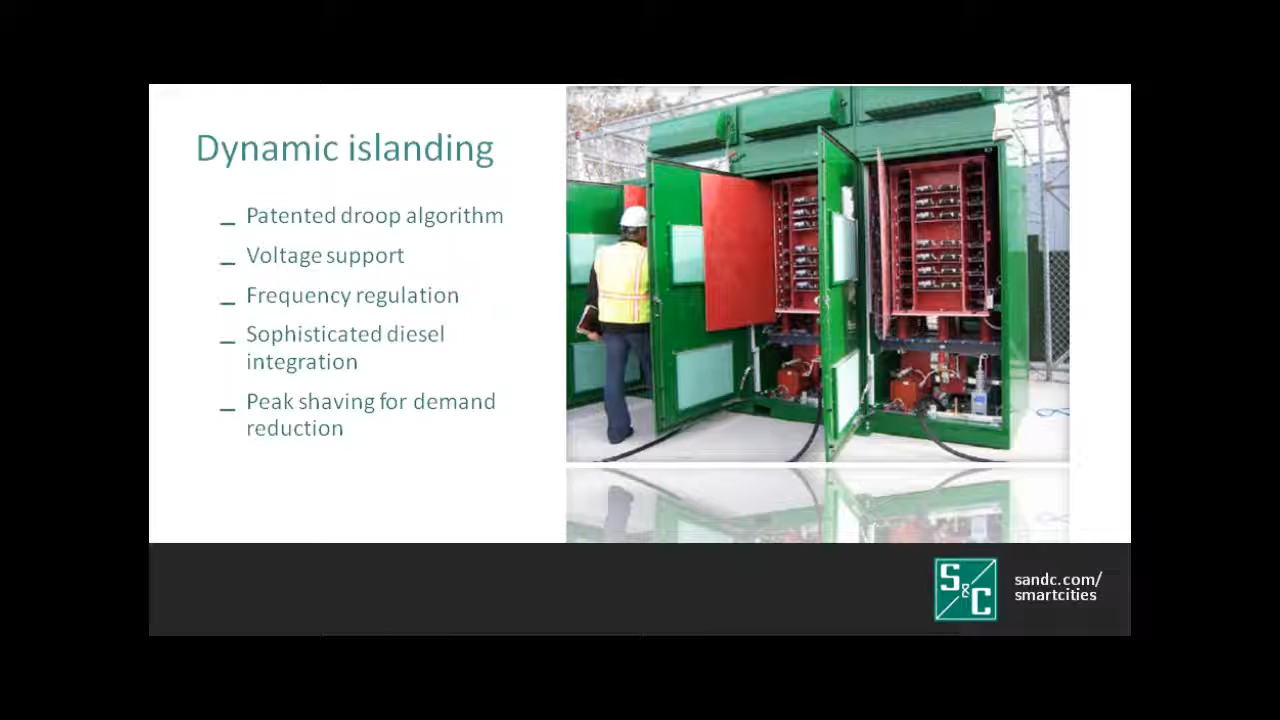 Dynamic islanding
_ Patented droop algorithm
_ Voltage support
_ Frequency regulation
_ Sophisticated diesel
integration
_ Peak shaving for demand
reduction
S&C
sandc.com/
smartcities